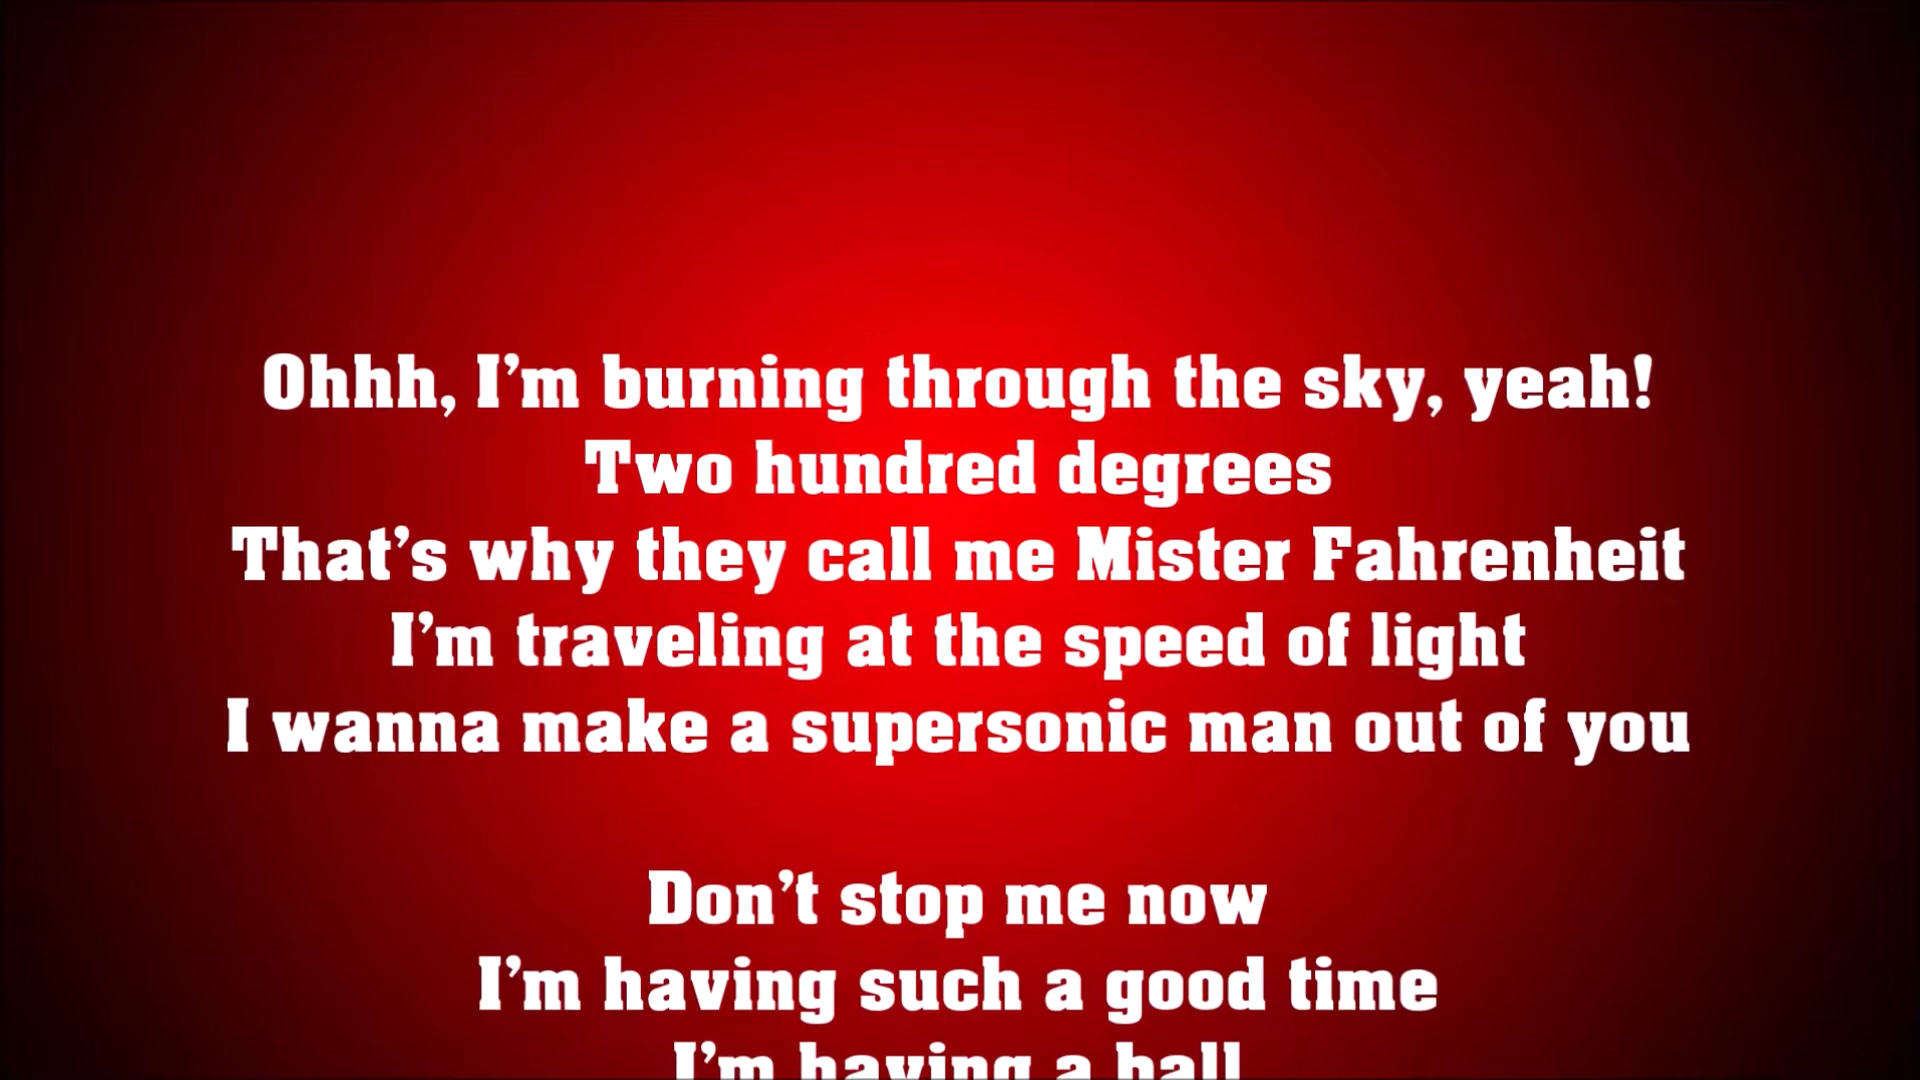 Ohhh, I’m burning through the sky, yeah!
Two hundred degrees
That’s why they call me Mister Fahrenheit
I’m traveling at the speed of light
I wanna make a supersonic man out of you
Don’t stop me now
I’m having such a good time
I’m having a ball